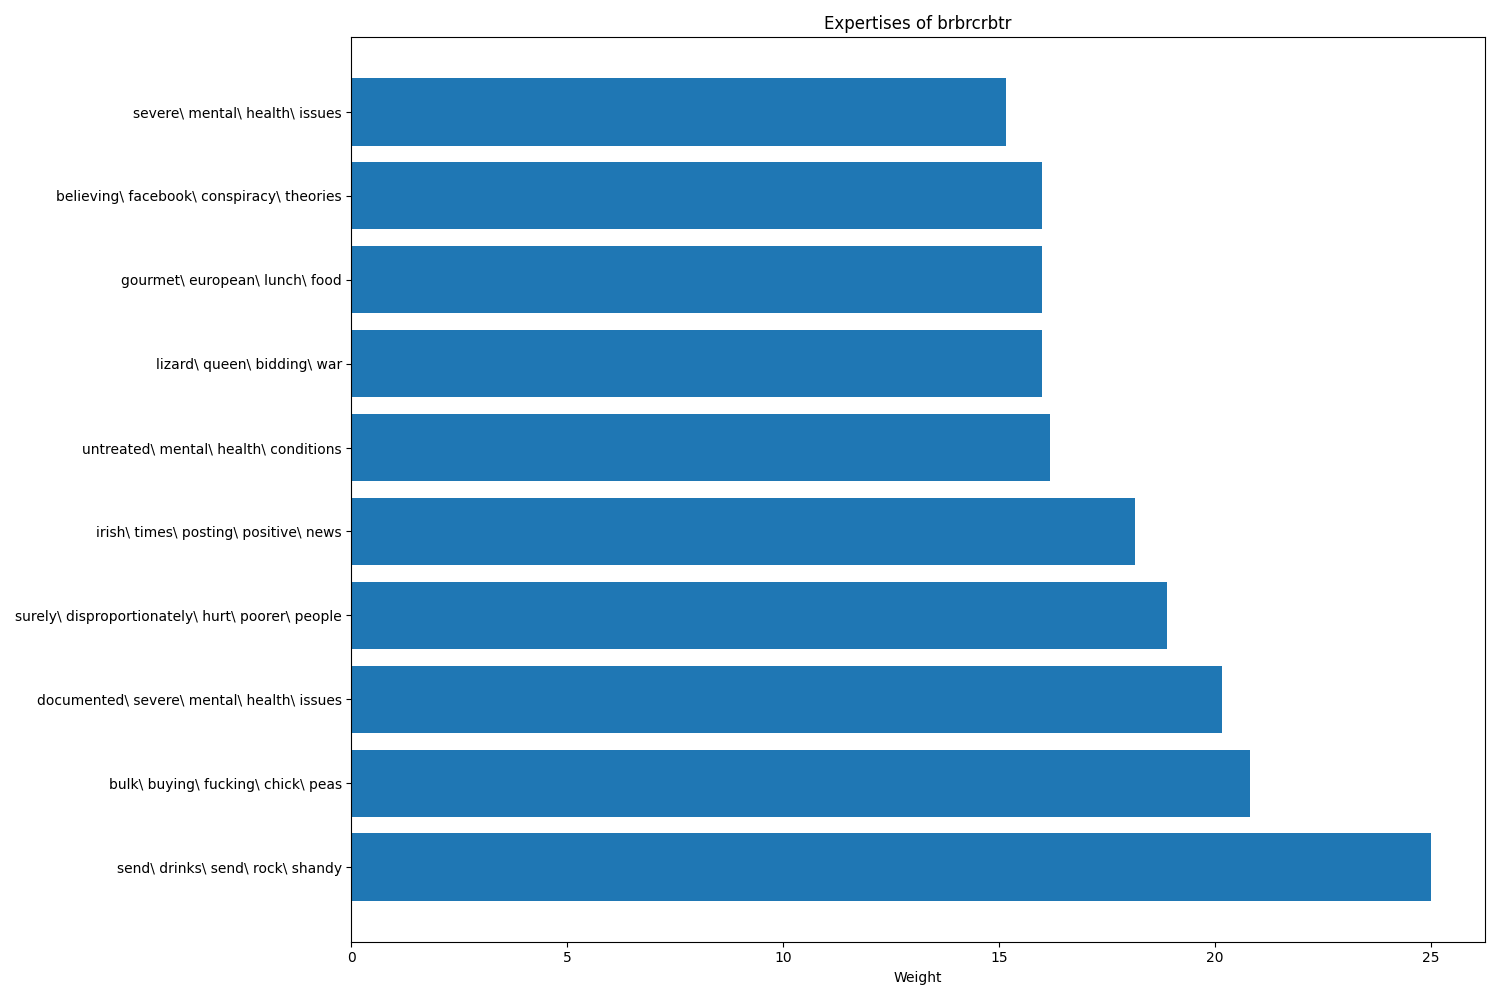 Expertises of brbrcrbtr
severe\ mental\ health\ issues
believing\ facebook\ conspiracy\ theories
gourmet\ european\ lunch\ food
lizard\ queen\ bidding\ war
untreated\ mental\ health\ conditions
irish\ times\ posting\ positive\ news
surely\ disproportionately\ hurt\ poorer\ people
documented\ severe\ mental\ health\ issues
bulk\ buying\ fucking\ chick\ peas
send\ drinks\ send\ rock\ shandy
0 5 10 15 20 25
Weight